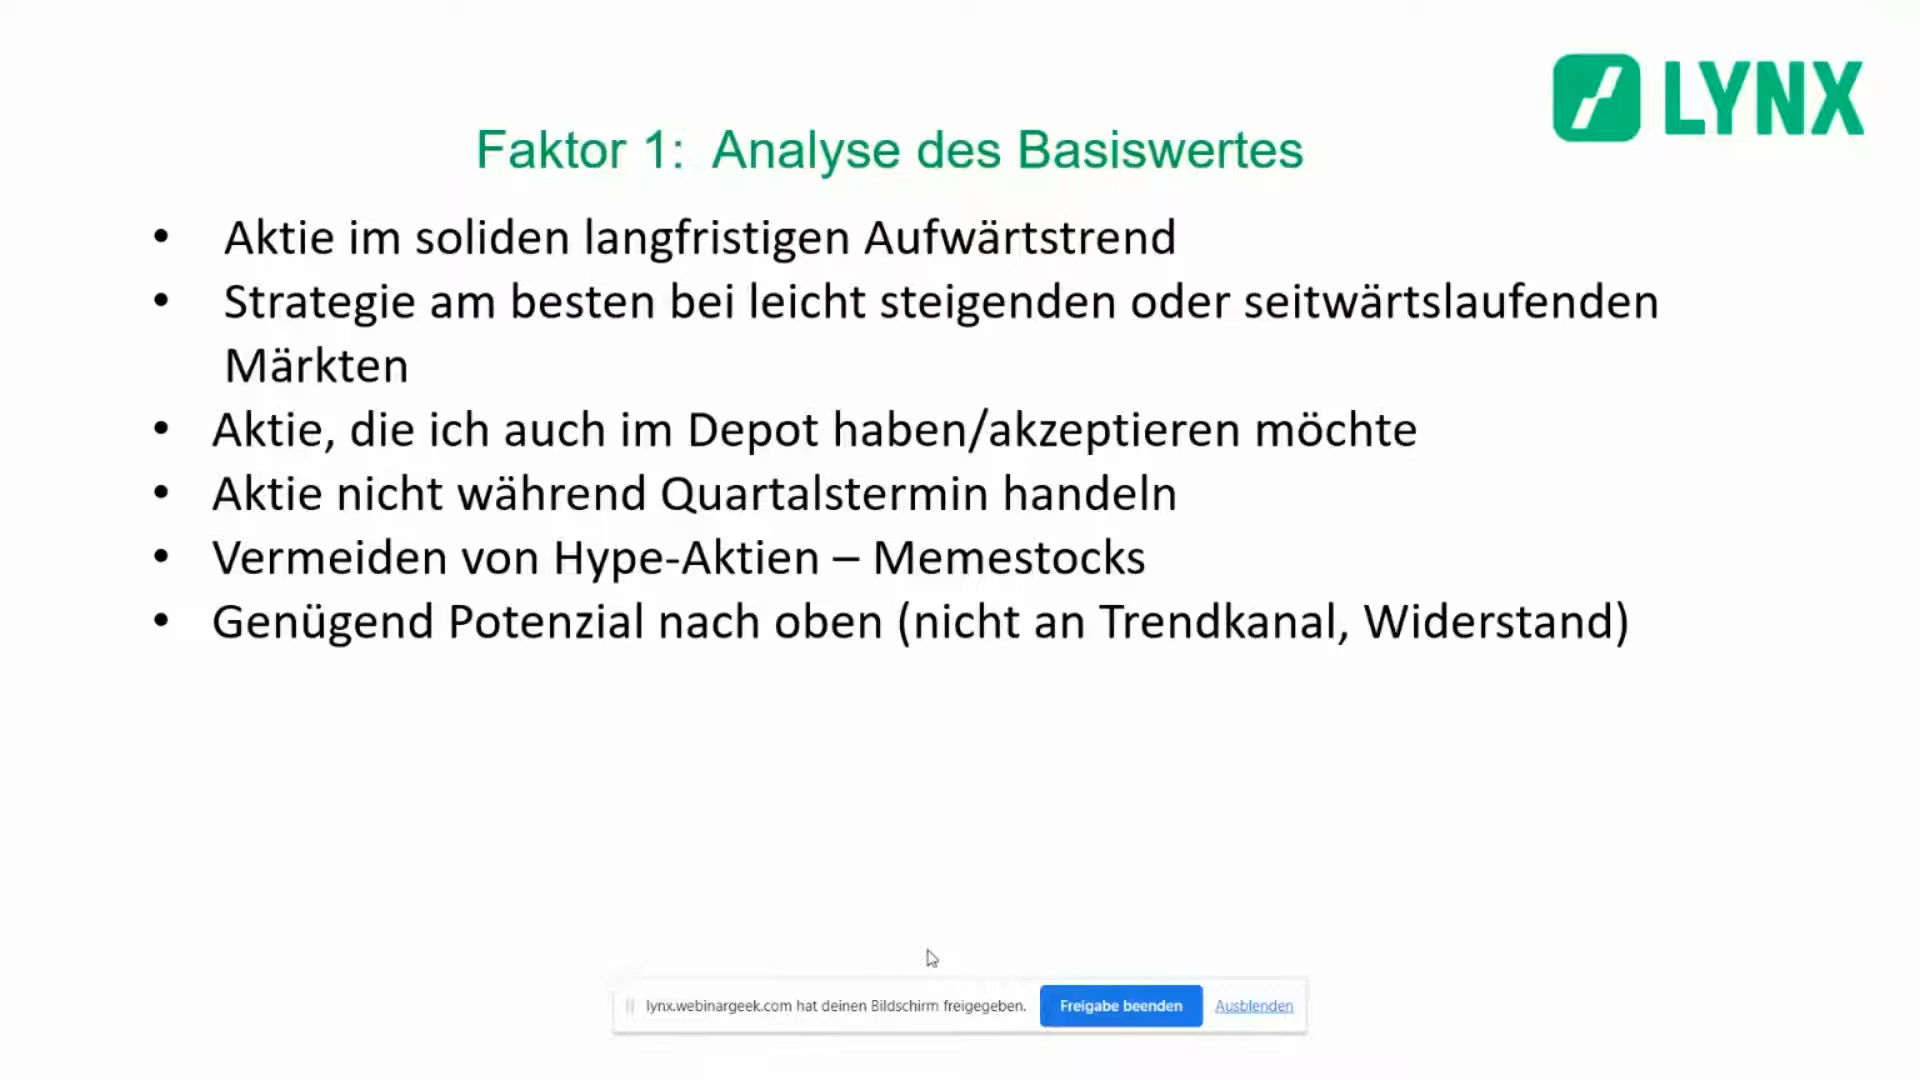 LYNX
Faktor 1: Analyse des Basiswertes
• Aktie im soliden langfristigen Aufwärtstrend
• Strategie am besten bei leicht steigenden oder seitwärtslaufenden
Märkten
• Aktie, die ich auch im Depot haben/akzeptieren möchte
• Aktie nicht während Quartalstermin handeln
• Vermeiden von Hype-Aktien – Memestocks
• Genügend Potenzial nach oben (nicht an Trendkanal, Widerstand)
lynx.webinargeek.com hat deinen Bildschirm freigegeben. Freigabe beenden Ausblenden